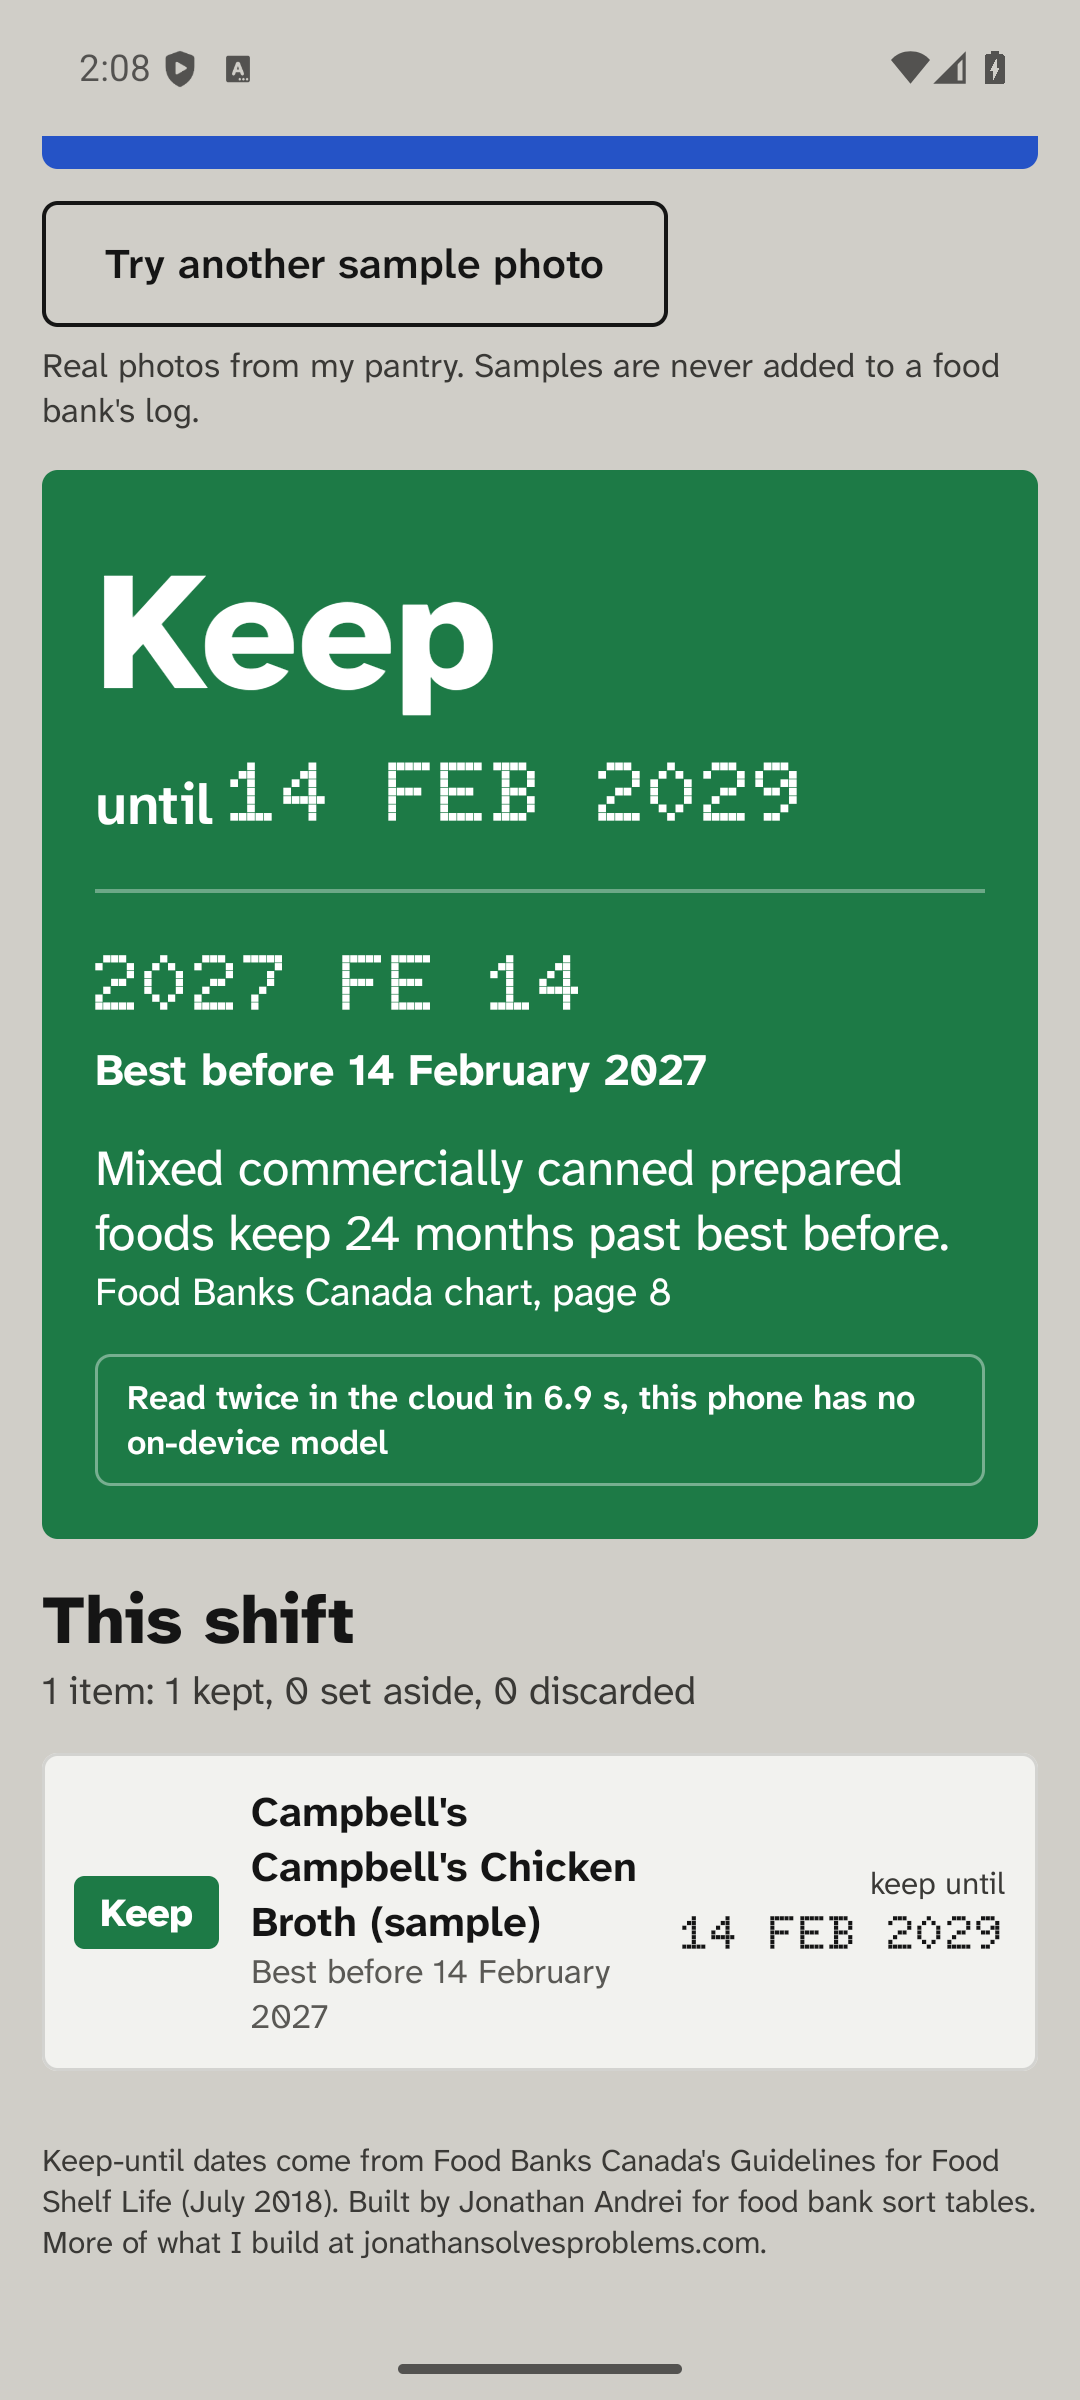 2:08
Try another sample photo
Real photos from my pantry. Samples are never added to a food
bank's log.
Keep
until 14 FEB 2029
2027 FE 14
Best before 14 February 2027
Mixed commercially canned prepared
foods keep 24 months past best before.
Food Banks Canada chart, page 8
Read twice in the cloud in 6.9 s, this phone has no
on-device model
This shift
1 item: 1 kept, 0 set aside, 0 discarded
Keep
Campbell's
Campbell's Chicken
Broth (sample)
Best before 14 February
2027
keep until
14 FEB 2029
Keep-until dates come from Food Banks Canada's Guidelines for Food
Shelf Life (July 2018). Built by Jonathan Andrei for food bank sort tables.
More of what I build at jonathansolvesproblems.com.